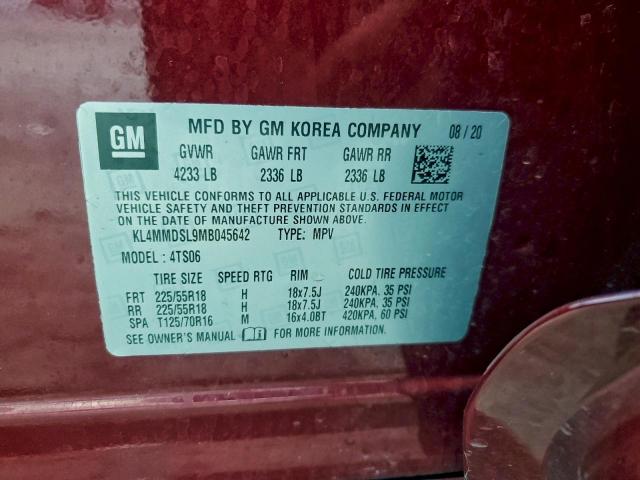 GM MFD BY GM KOREA COMPANY 08/20
GVWR GAWR FRT GAWR RR
4233 LB 2336 LB 2336 LB
THIS VEHICLE CONFORMS TO ALL APPLICABLE U.S. FEDERAL MOTOR
VEHICLE SAFETY AND THEFT PREVENTION STANDARDS IN EFFECT
ON THE DATE OF MANUFACTURE SHOWN ABOVE.
KL4MMDSL9MB045642 TYPE: MPV
MODEL : 4TS06
TIRE SIZE SPEED RTG RIM COLD TIRE PRESSURE
FRT 225/55R18 H 18x7.5J 240KPA, 35 PSI
RR 225/55R18 H 18x7.5J 240KPA, 35 PSI
SPA T125/70R16 M 16x4.0BT 420KPA, 60 PSI
SEE OWNER'S MANUAL FOR MORE INFORMATION.